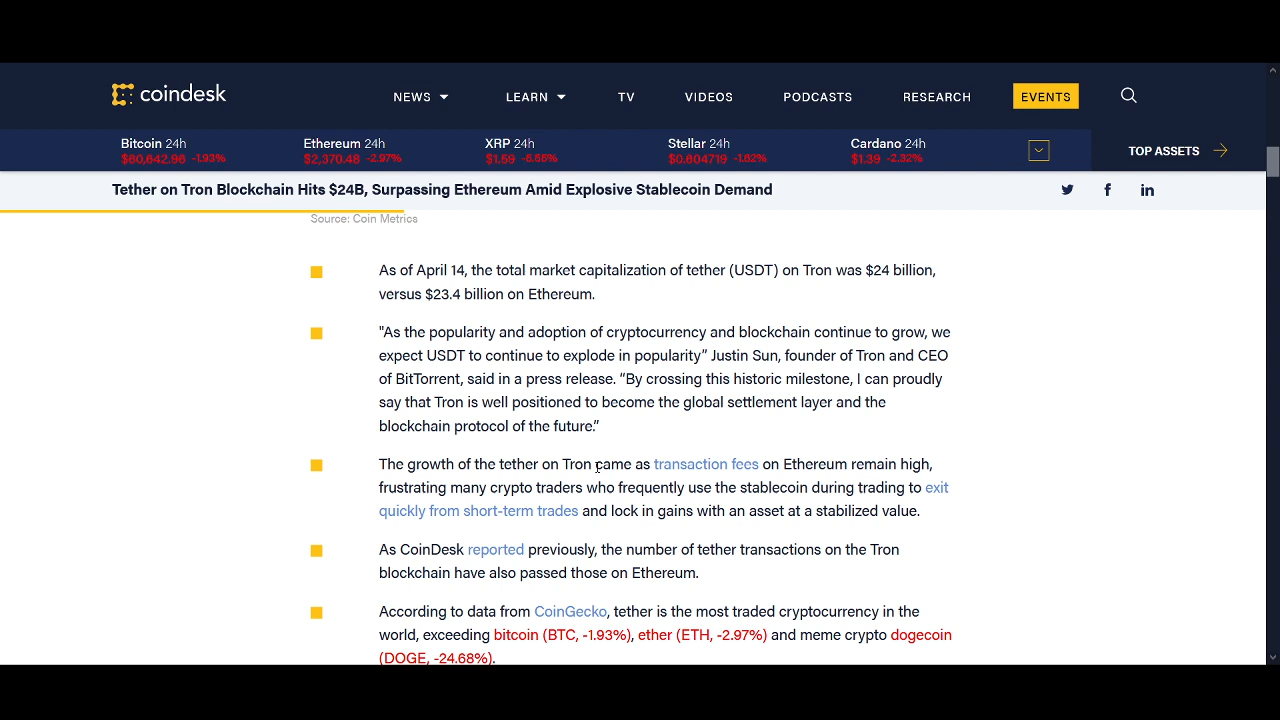 coindesk
NEWS LEARN TV VIDEOS PODCASTS RESEARCH EVENTS
Bitcoin 24h Ethereum 24h XRP 24h Stellar 24h Cardano 24h
$60,642.96 -1.93% $2,370.48 -2.97% $1.59 -6.66% $0.604719 -1.62% $1.39 -2.32% TOP ASSETS
Tether on Tron Blockchain Hits $24B, Surpassing Ethereum Amid Explosive Stablecoin Demand
Source: Coin Metrics
As of April 14, the total market capitalization of tether (USDT) on Tron was $24 billion,
versus $23.4 billion on Ethereum.
"As the popularity and adoption of cryptocurrency and blockchain continue to grow, we
expect USDT to continue to explode in popularity” Justin Sun, founder of Tron and CEO
of BitTorrent, said in a press release. “By crossing this historic milestone, I can proudly
say that Tron is well positioned to become the global settlement layer and the
blockchain protocol of the future.”
The growth of the tether on Tron came as transaction fees on Ethereum remain high,
frustrating many crypto traders who frequently use the stablecoin during trading to exit
quickly from short-term trades and lock in gains with an asset at a stabilized value.
As CoinDesk reported previously, the number of tether transactions on the Tron
blockchain have also passed those on Ethereum.
According to data from CoinGecko, tether is the most traded cryptocurrency in the
world, exceeding bitcoin (BTC, -1.93%), ether (ETH, -2.97%) and meme crypto dogecoin
(DOGE, -24.68%).